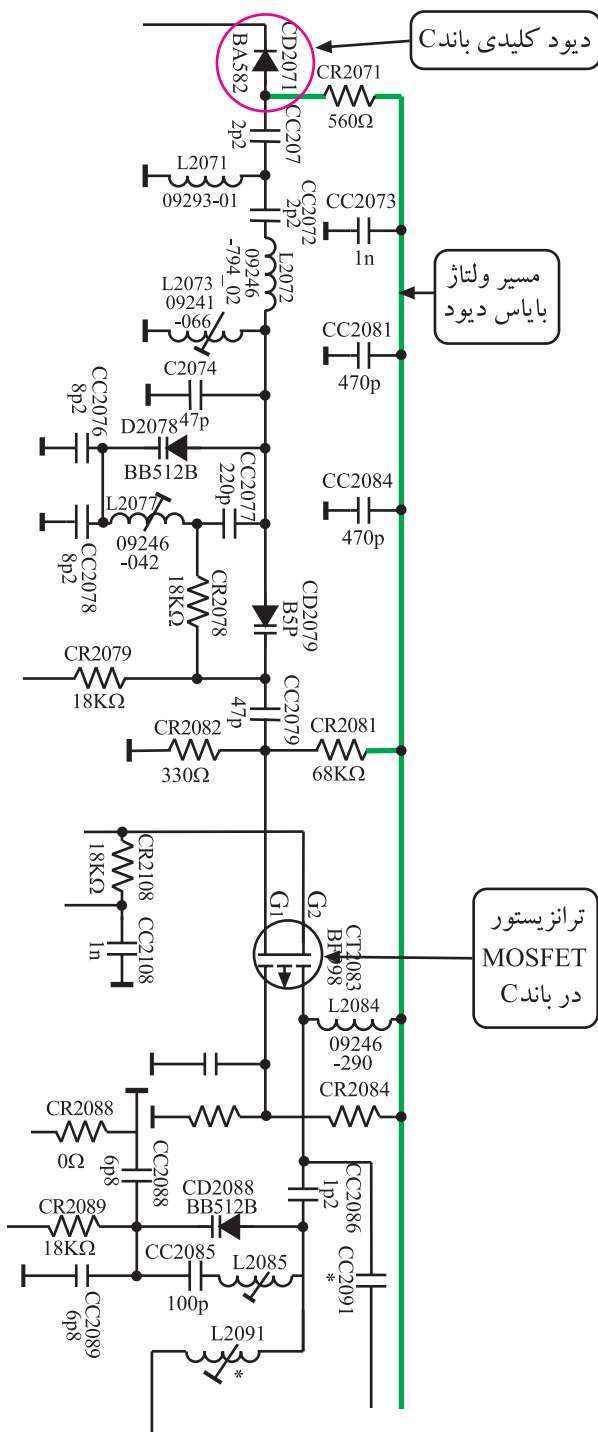 CD2071
BA582
دیود کلیدی باندC
CR2071
560Ω
CC207
2p2
L2071
09293-01
CC2072
2p2
CC2073
1n
L2072
09246
-794_02
مسیر ولتاژ
بایاس دیود
L2073
09241
-066
CC2081
470p
C2074
47p
CC2076
8p2
D2078
BB512B
CC2077
220p
CC2084
470p
L2077
09246
-042
CC2078
8p2
CR2078
18KΩ
CD2079
B5P
CR2079
18KΩ
CC2079
47p
CR2082
330Ω
CR2081
68KΩ
CR2108
18KΩ
G2
G1
CC2108
1n
CT2083
BF998
ترانزیستور
MOSFET
در باندC
L2084
09246
-290
CR2084
CR2088
0Ω
CC2088
6p8
CD2088
BB512B
CC2086
1p2
CR2089
18KΩ
CC2085
100p
L2085
CC2091
*
CC2089
6p8
L2091
*